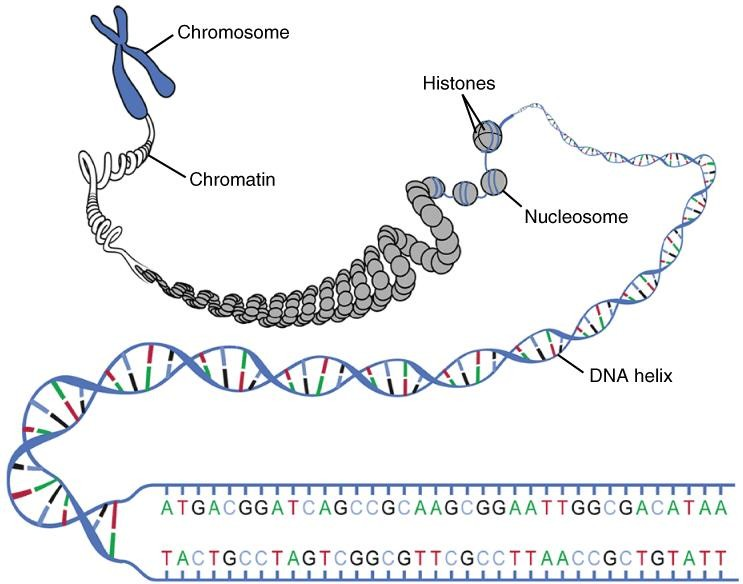 Chromosome
Histones
Chromatin
Nucleosome
DNA helix
ATGACGGATCAGCCGCAAGCGGAATTGGCGACATAA
TACTGCCTAGTCGGCGTTCGCCTTAACCGCTGTATT